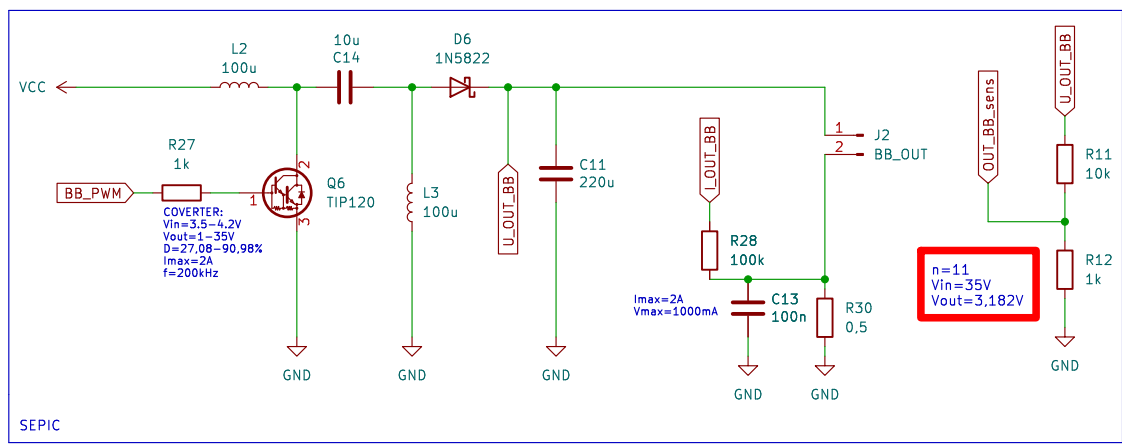 10u
C14
D6
1N5822
L2
100u
VCC
U_OUT_BB
OUT_BB_sens
I_OUT_BB
1
2
J2
BB_OUT
R27
1k
BB_PWM
1
2
3
Q6
TIP120
COVERTER:
Vin=3.5-4.2V
Vout=1-35V
D=27,08-90,98%
Imax=2A
f=200kHz
L3
100u
U_OUT_BB
C11
220u
R11
10k
R28
100k
R12
1k
n=11
Vin=35V
Vout=3,182V
Imax=2A
Vmax=1000mA
C13
100n
R30
0,5
GND
GND
GND
GND
GND
GND
SEPIC